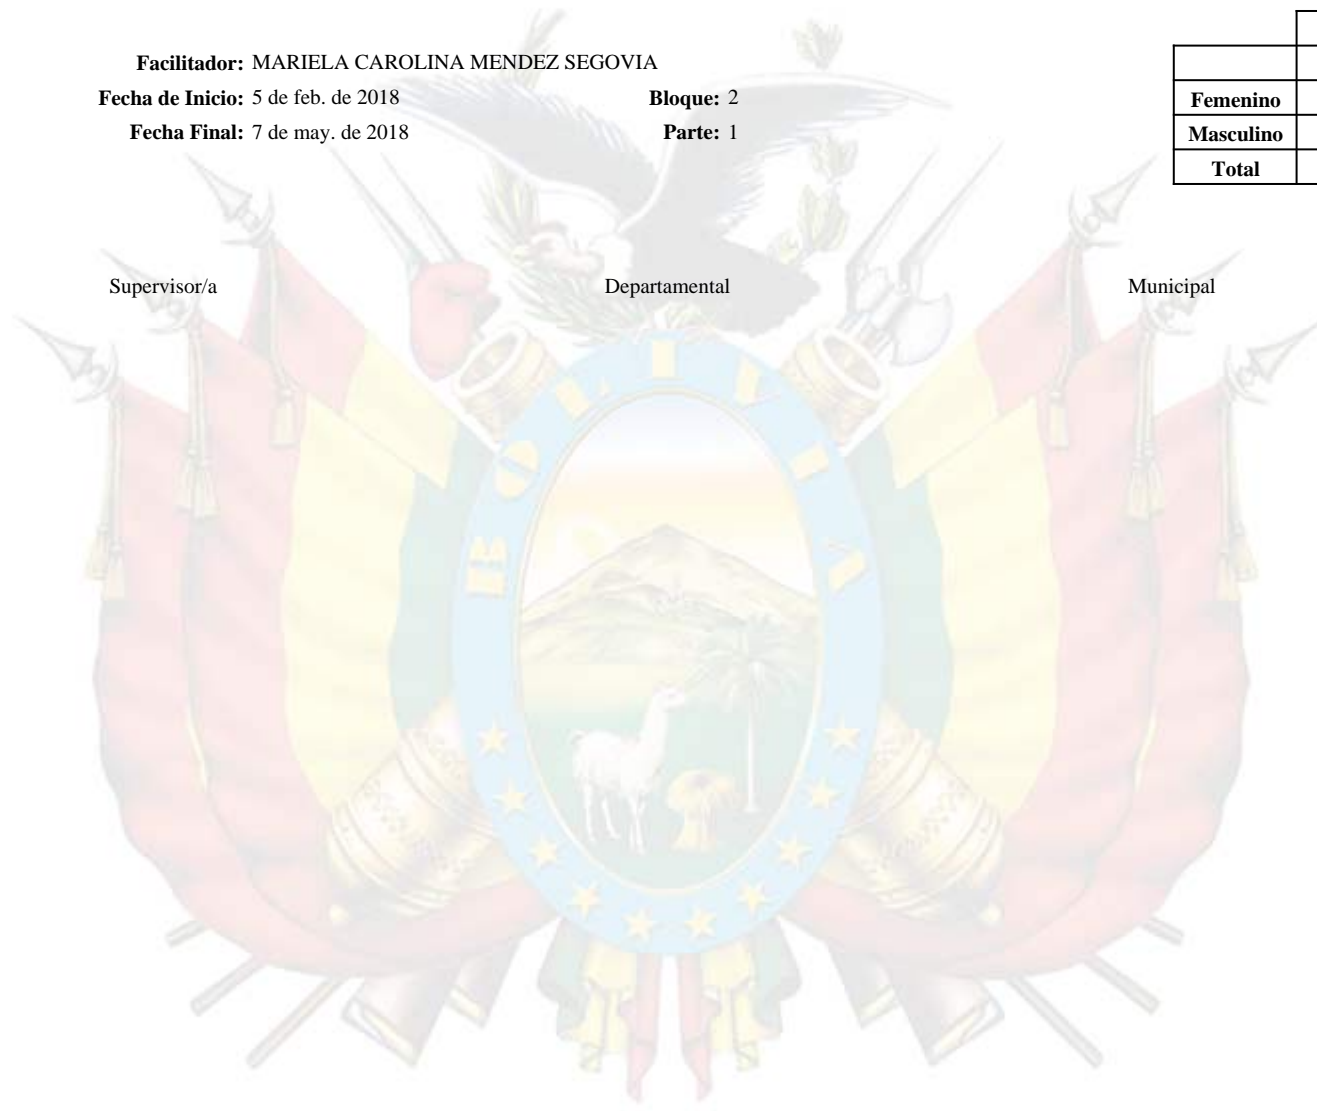 Facilitador: MARIELA CAROLINA MENDEZ SEGOVIA
Fecha de Inicio: 5 de feb. de 2018 Bloque: 2
Fecha Final: 7 de may. de 2018 Parte: 1
Femenino
Masculino
Total
Supervisor/a Departamental Municipal
BOLIVIA